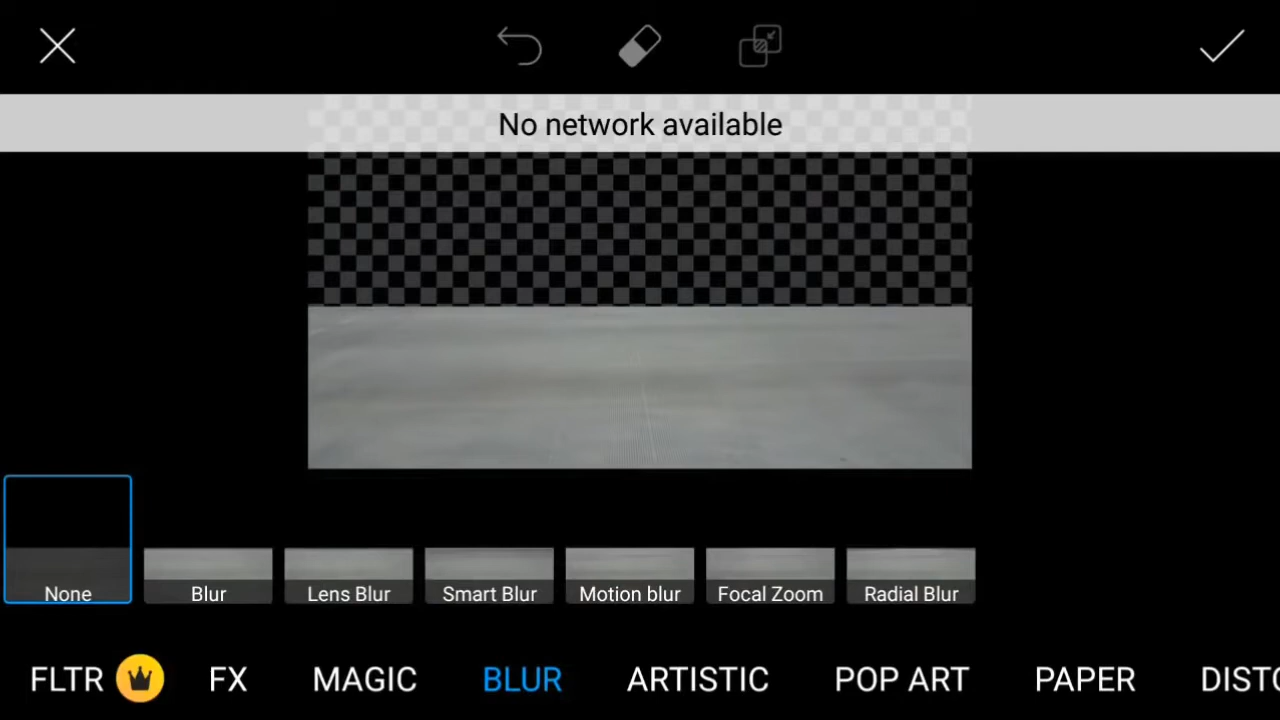 No network available
None
Blur
Lens Blur
Smart Blur
Motion blur
Focal Zoom
Radial Blur
FLTR
FX
MAGIC
BLUR
ARTISTIC
POP ART
PAPER
DISTO